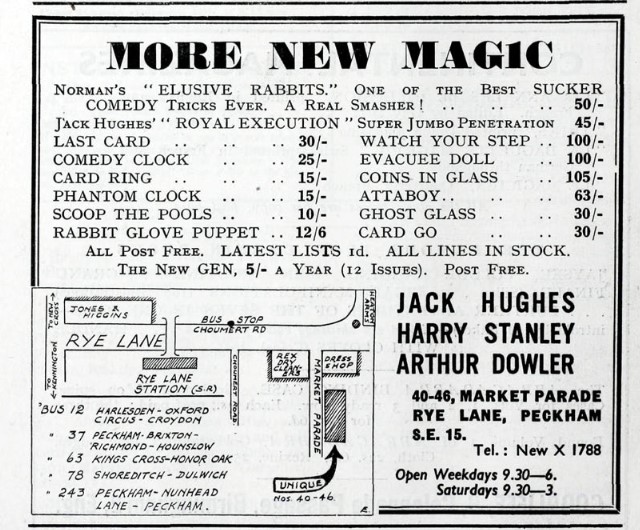 MORE NEW MAG1C
Norman's "ELUSIVE RABBITS." One of the Best SUCKER
COMEDY Tricks Ever. A Real Smasher! .. 50/-
Jack Hughes' "ROYAL EXECUTION" Super Jumbo Penetration 45/-
LAST CARD .. .. 30/- WATCH YOUR STEP .. 100/-
COMEDY CLOCK .. .. 25/- EVACUEE DOLL .. 100/-
CARD RING .. .. 15/- COINS IN GLASS .. 105/-
PHANTOM CLOCK .. .. 15/- ATTABOY .. .. 63/-
SCOOP THE POOLS .. .. 10/- GHOST GLASS .. 30/-
RABBIT GLOVE PUPPET .. 12/6 CARD GO .. .. 30/-
All Post Free. LATEST LISTS 1d. ALL LINES IN STOCK.
The New GEN, 5/- a Year (12 Issues). Post Free.
TO NEW CROSS
JONES & HIGGINS
BUS STOP
CHOUMERT RD
RYE LANE
TO KENNINGTON
RYE LANE
STATION (S·R)
CHOUMERT ROAD
REX
DRY
CLEANERS
MARKET PARADE
DRESS
SHOP
'BUS 12 HARLESDEN - OXFORD
CIRCUS - CROYDON
" 37 PECKHAM - BRIXTON -
RICHMOND - HOUNSLOW
" 63 KINGS CROSS - HONOR OAK
" 78 SHOREDITCH - DULWICH
" 243 PECKHAM - NUNHEAD
LANE - PECKHAM.
UNIQUE
NOS. 40-46.
JACK HUGHES
HARRY STANLEY
ARTHUR DOWLER
40-46, MARKET PARADE
RYE LANE, PECKHAM
S.E. 15.
Tel.: New X 1788
Open Weekdays 9.30—6.
Saturdays 9.30—3.